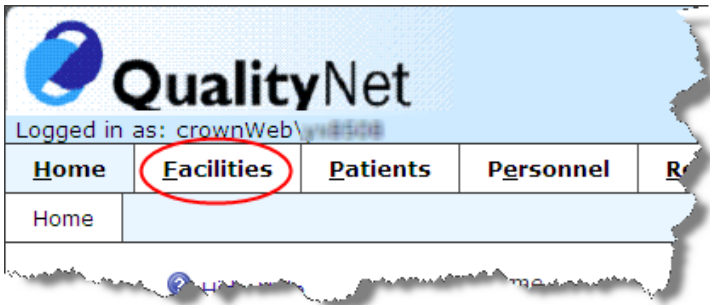 QualityNet
Logged in as: crownWeb\
Home Facilities Patients Personnel
Home